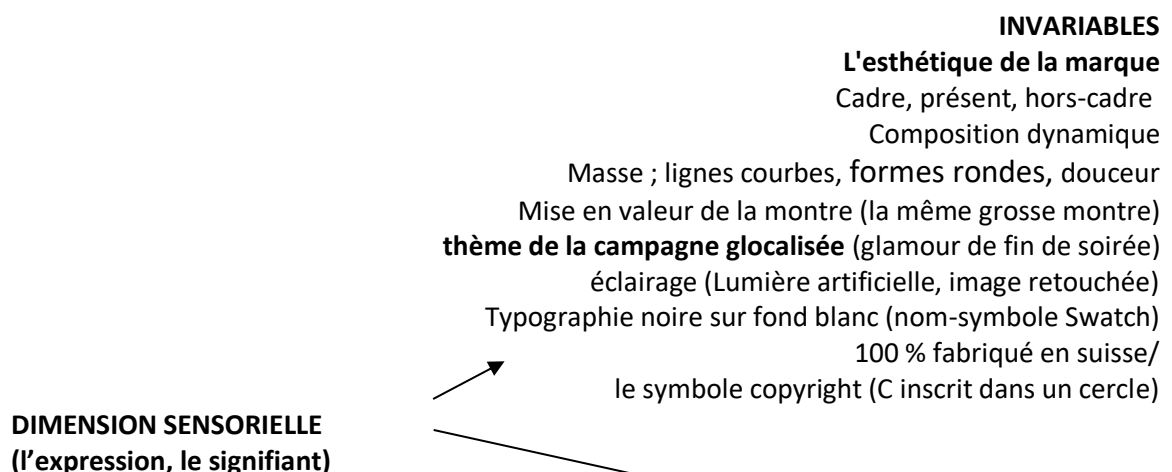 INVARIABLES
L'esthétique de la marque
Cadre, présent, hors-cadre
Composition dynamique
Masse ; lignes courbes, formes rondes, douceur
Mise en valeur de la montre (la même grosse montre)
thème de la campagne glocalisée (glamour de fin de soirée)
éclairage (Lumière artificielle, image retouchée)
Typographie noire sur fond blanc (nom-symbole Swatch)
100 % fabriqué en suisse/
le symbole copyright (C inscrit dans un cercle)
DIMENSION SENSORIELLE
(l'expression, le signifiant)